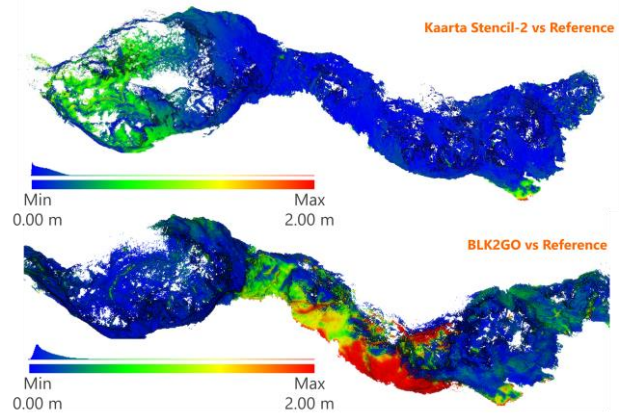 Kaarta Stencil-2 vs Reference
Min
Max
0.00 m
2.00 m
BLK2GO vs Reference
Min
Max
0.00 m
2.00 m